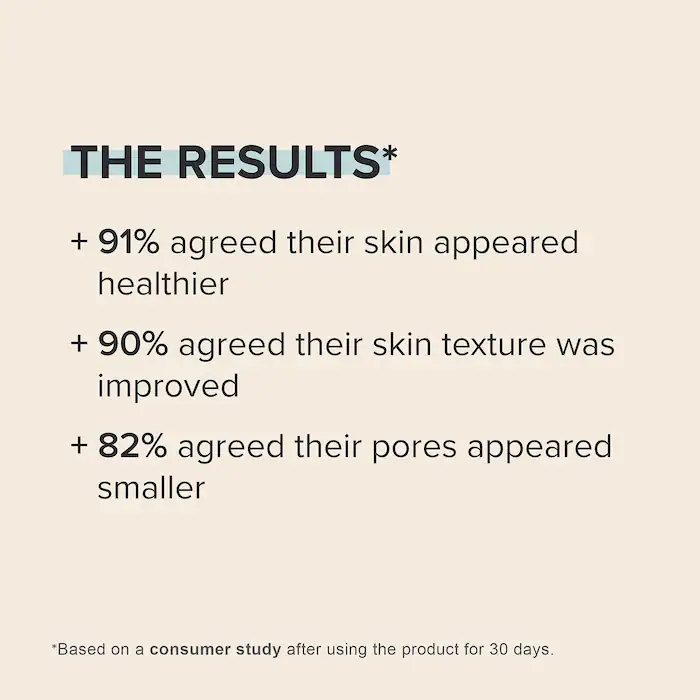 THE RESULTS*
+ 91% agreed their skin appeared
healthier
+ 90% agreed their skin texture was
improved
+ 82% agreed their pores appeared
smaller
*Based on a consumer study after using the product for 30 days.